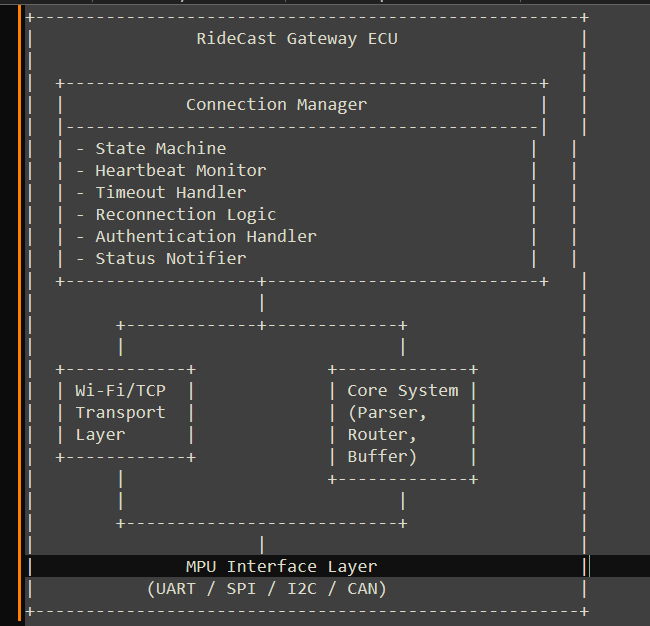 RideCast Gateway ECU
Connection Manager
- State Machine
- Heartbeat Monitor
- Timeout Handler
- Reconnection Logic
- Authentication Handler
- Status Notifier
Wi-Fi/TCP
Transport
Layer
Core System
(Parser,
Router,
Buffer)
MPU Interface Layer
(UART / SPI / I2C / CAN)